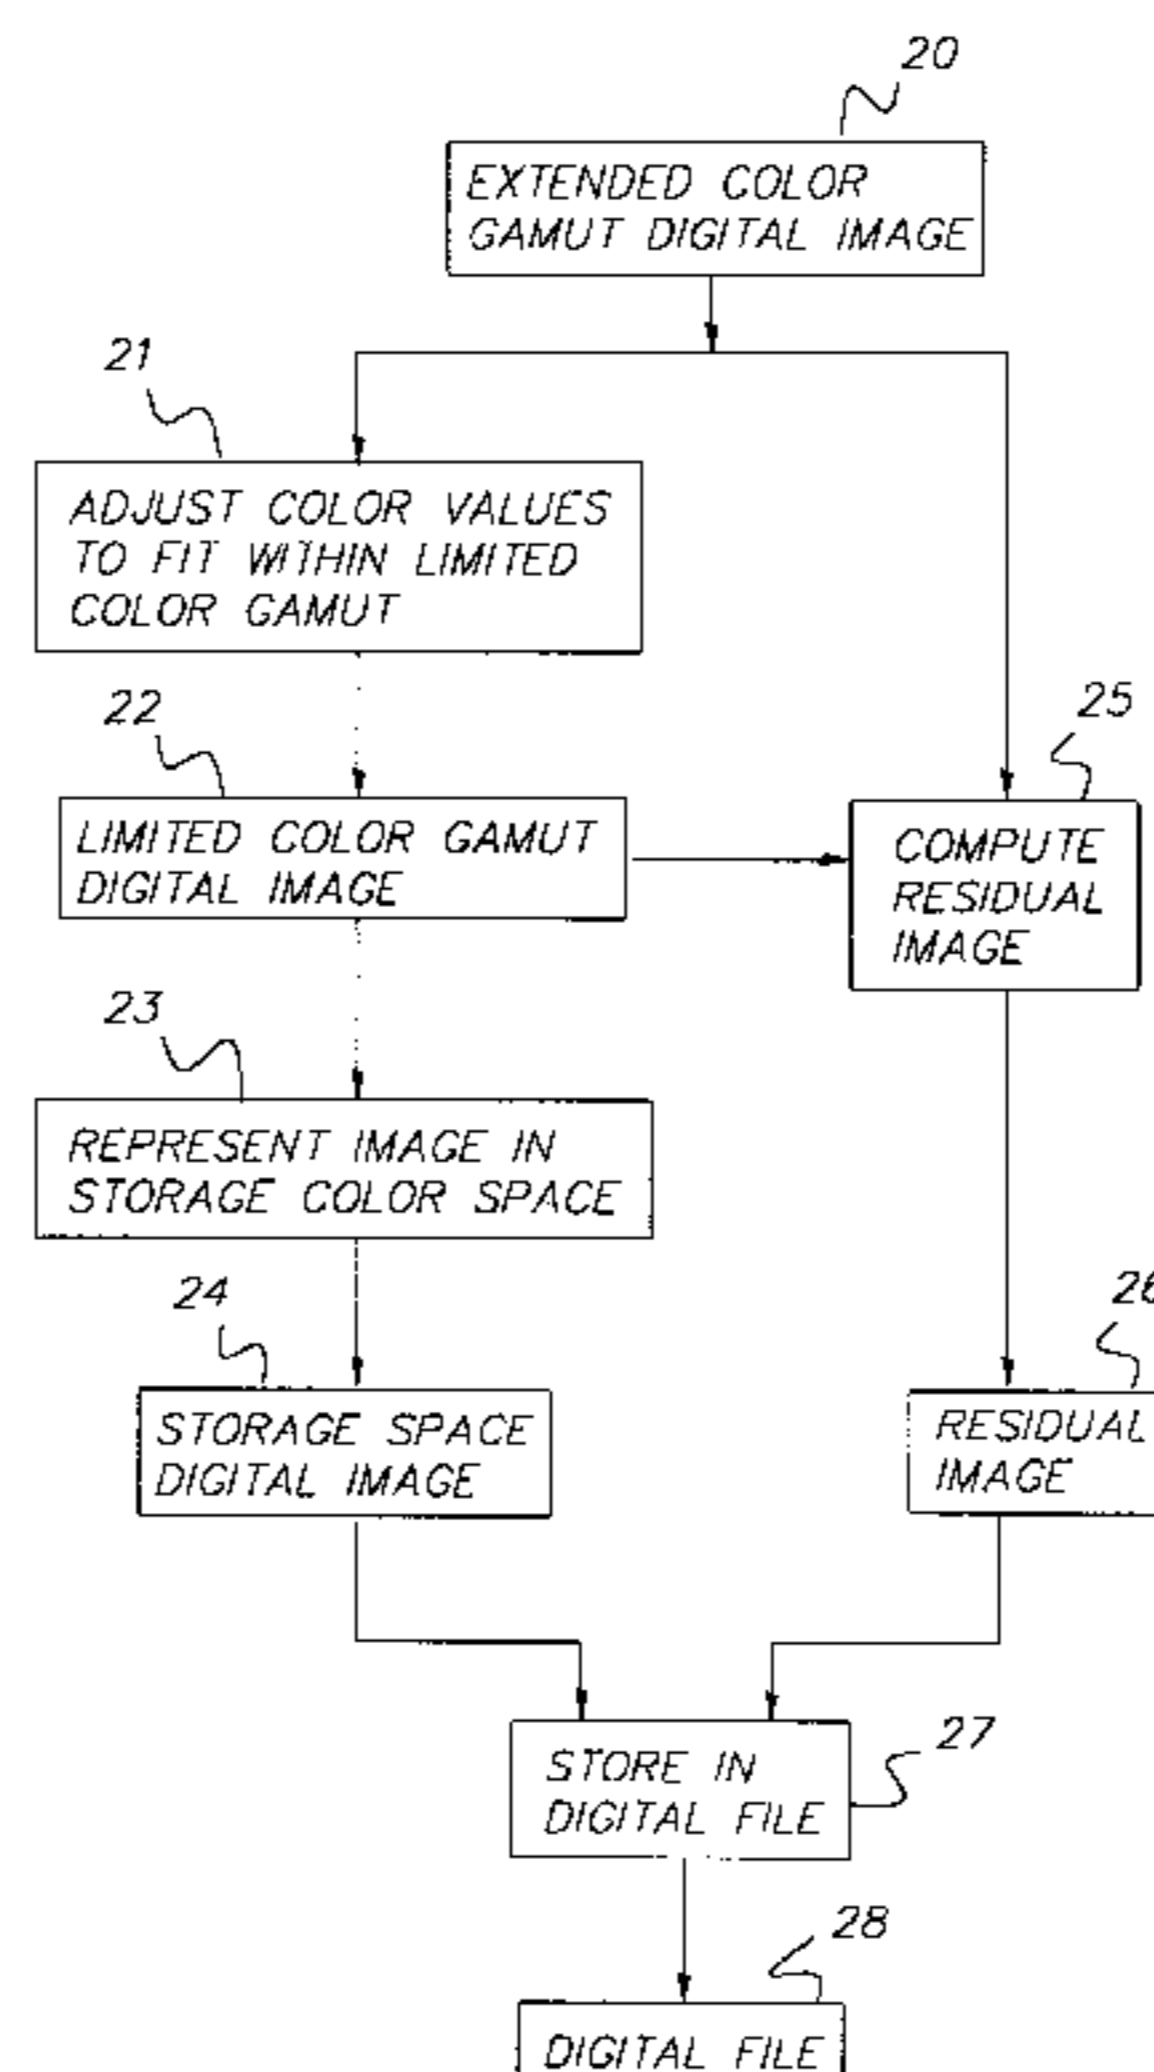 20
EXTENDED COLOR
GAMUT DIGITAL IMAGE
21
ADJUST COLOR VALUES
TO FIT WITHIN LIMITED
COLOR GAMUT
22
LIMITED COLOR GAMUT
DIGITAL IMAGE
25
COMPUTE
RESIDUAL
IMAGE
23
REPRESENT IMAGE IN
STORAGE COLOR SPACE
24
STORAGE SPACE
DIGITAL IMAGE
26
RESIDUAL
IMAGE
27
STORE IN
DIGITAL FILE
28
DIGITAL FILE